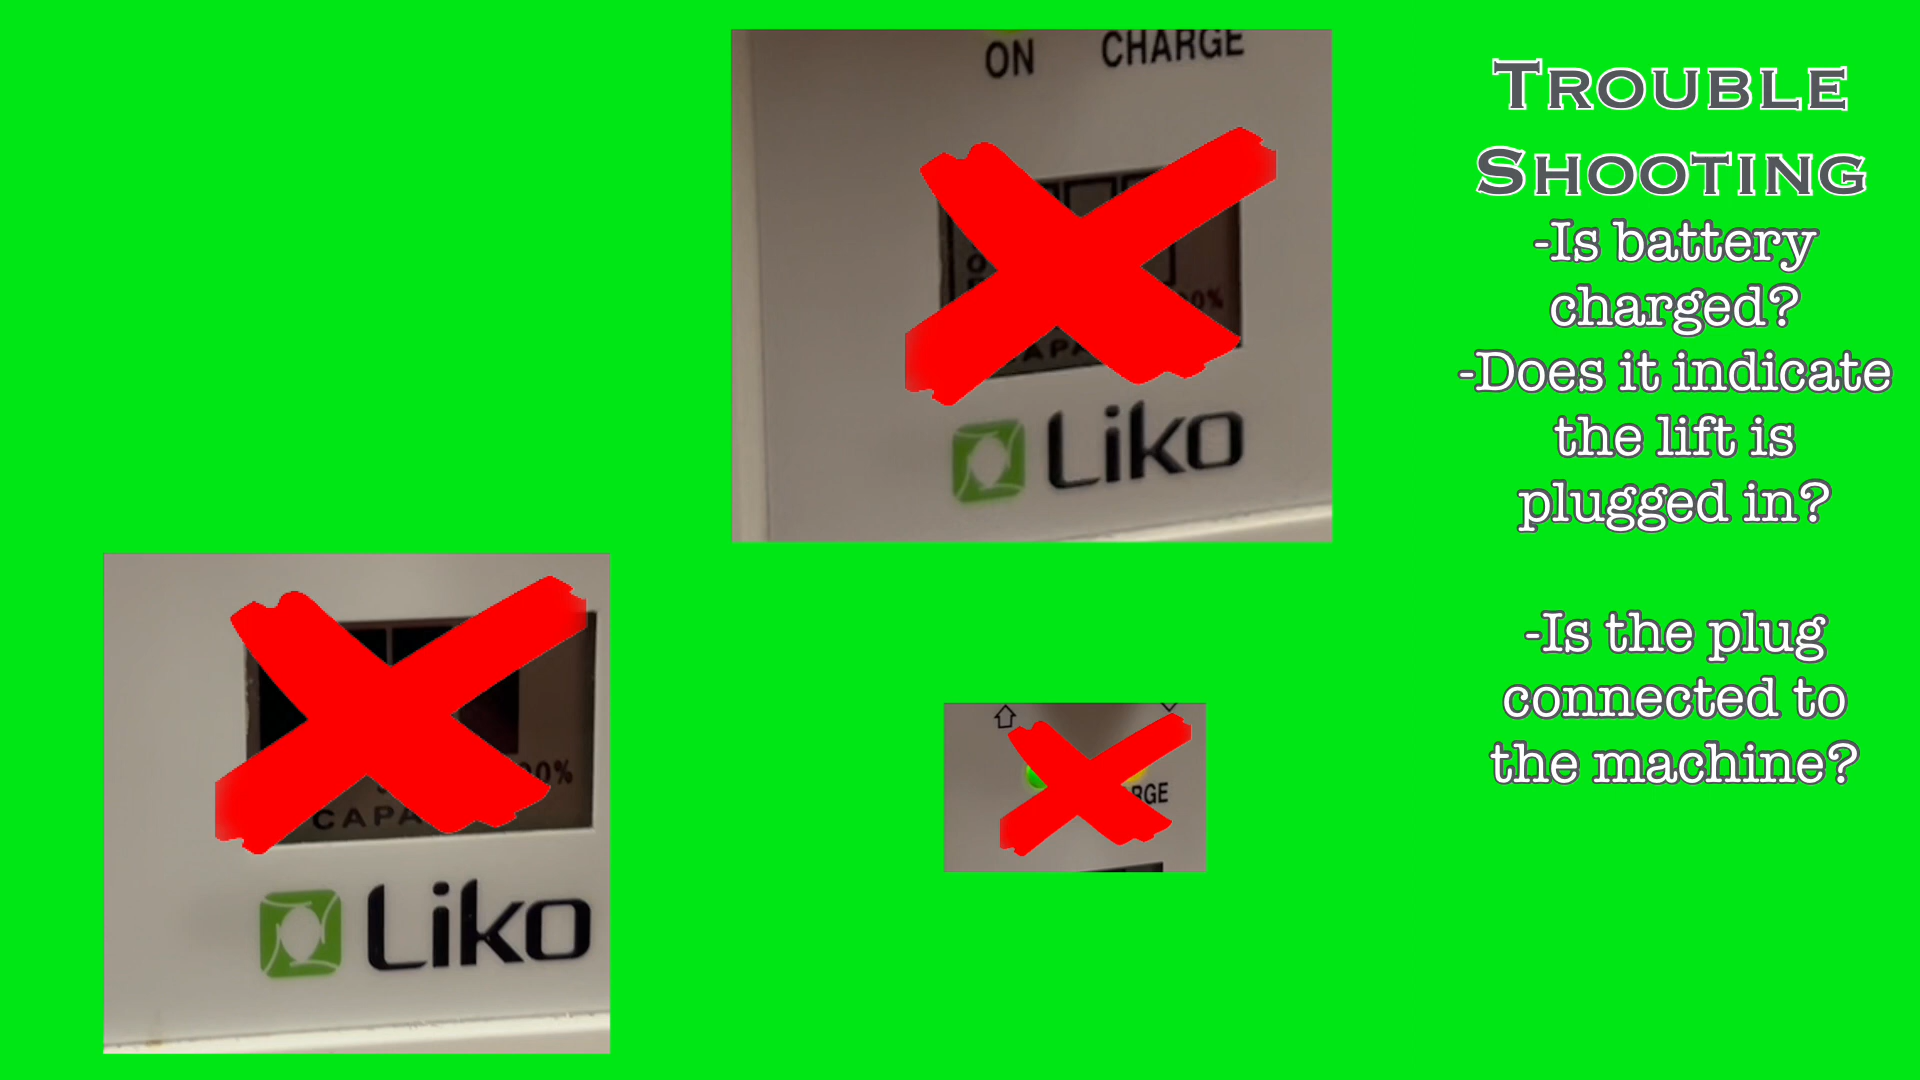 ON CHARGE
Liko
CAPA
Liko
TROUBLE
SHOOTING
-Is battery
charged?
-Does it indicate
the lift is
plugged in?
-Is the plug
connected to
the machine?